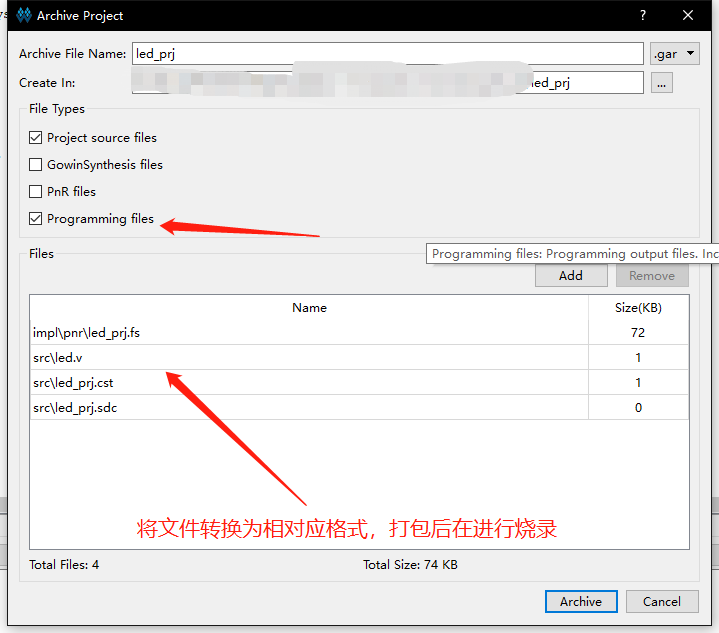 Archive Project
Archive File Name: led_prj .gar
Create In: led_prj ...
File Types
Project source files
GowinSynthesis files
PnR files
Programming files
Files
Programming files: Programming output files. Inc
Add Remove
Name Size(KB)
impl\pnr\led_prj.fs 72
src\led.v 1
src\led_prj.cst 1
src\led_prj.sdc 0
将文件转换为相对应格式，打包后在进行烧录
Total Files: 4 Total Size: 74 KB
Archive Cancel